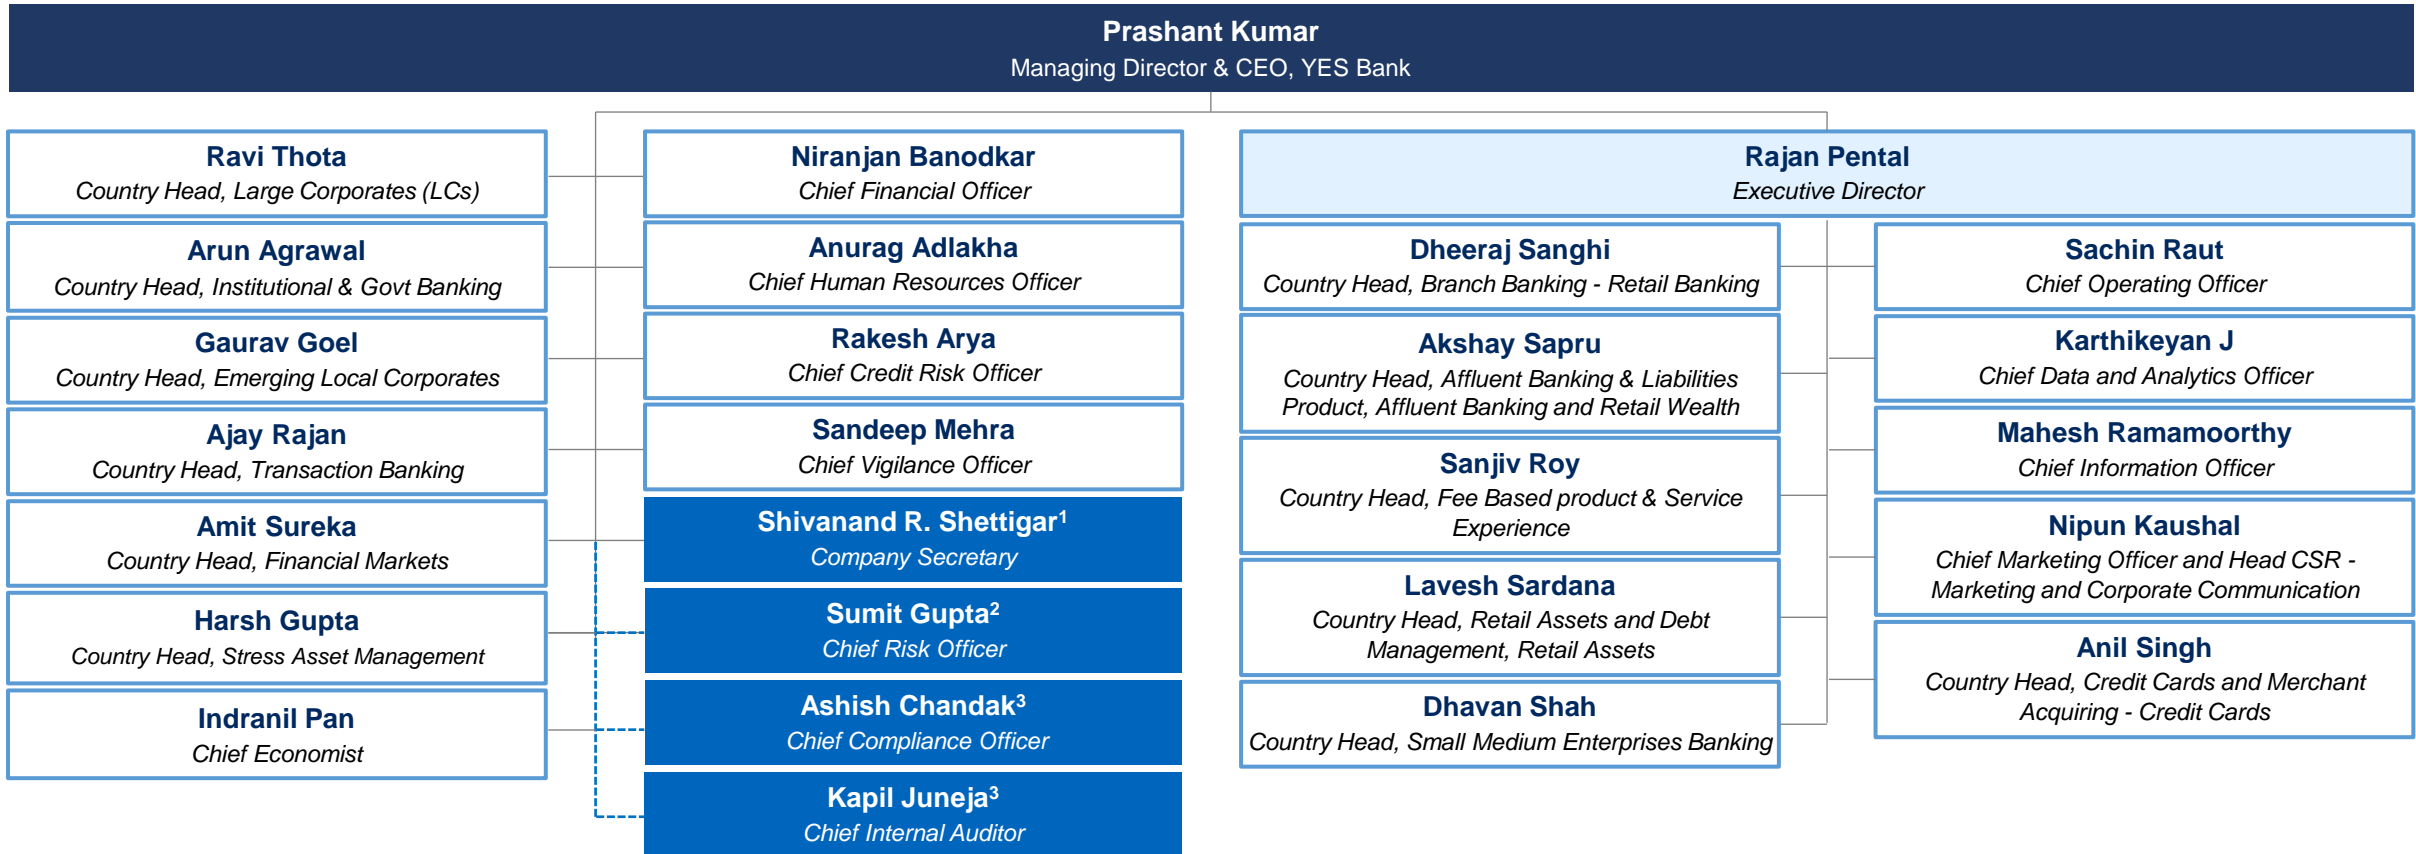 Prashant Kumar
Managing Director & CEO, YES Bank
Ravi Thota
Country Head, Large Corporates (LCs)
Arun Agrawal
Country Head, Institutional & Govt Banking
Gaurav Goel
Country Head, Emerging Local Corporates
Ajay Rajan
Country Head, Transaction Banking
Amit Sureka
Country Head, Financial Markets
Harsh Gupta
Country Head, Stress Asset Management
Indranil Pan
Chief Economist
Niranjan Banodkar
Chief Financial Officer
Anurag Adlakha
Chief Human Resources Officer
Rakesh Arya
Chief Credit Risk Officer
Sandeep Mehra
Chief Vigilance Officer
Shivanand R. Shettigar¹
Company Secretary
Sumit Gupta²
Chief Risk Officer
Ashish Chandak³
Chief Compliance Officer
Kapil Juneja³
Chief Internal Auditor
Rajan Pental
Executive Director
Dheeraj Sanghi
Country Head, Branch Banking - Retail Banking
Akshay Sapru
Country Head, Affluent Banking & Liabilities
Product, Affluent Banking and Retail Wealth
Sanjiv Roy
Country Head, Fee Based product & Service
Experience
Lavesh Sardana
Country Head, Retail Assets and Debt
Management, Retail Assets
Dhavan Shah
Country Head, Small Medium Enterprises Banking
Sachin Raut
Chief Operating Officer
Karthikeyan J
Chief Data and Analytics Officer
Mahesh Ramamoorthy
Chief Information Officer
Nipun Kaushal
Chief Marketing Officer and Head CSR -
Marketing and Corporate Communication
Anil Singh
Country Head, Credit Cards and Merchant
Acquiring - Credit Cards